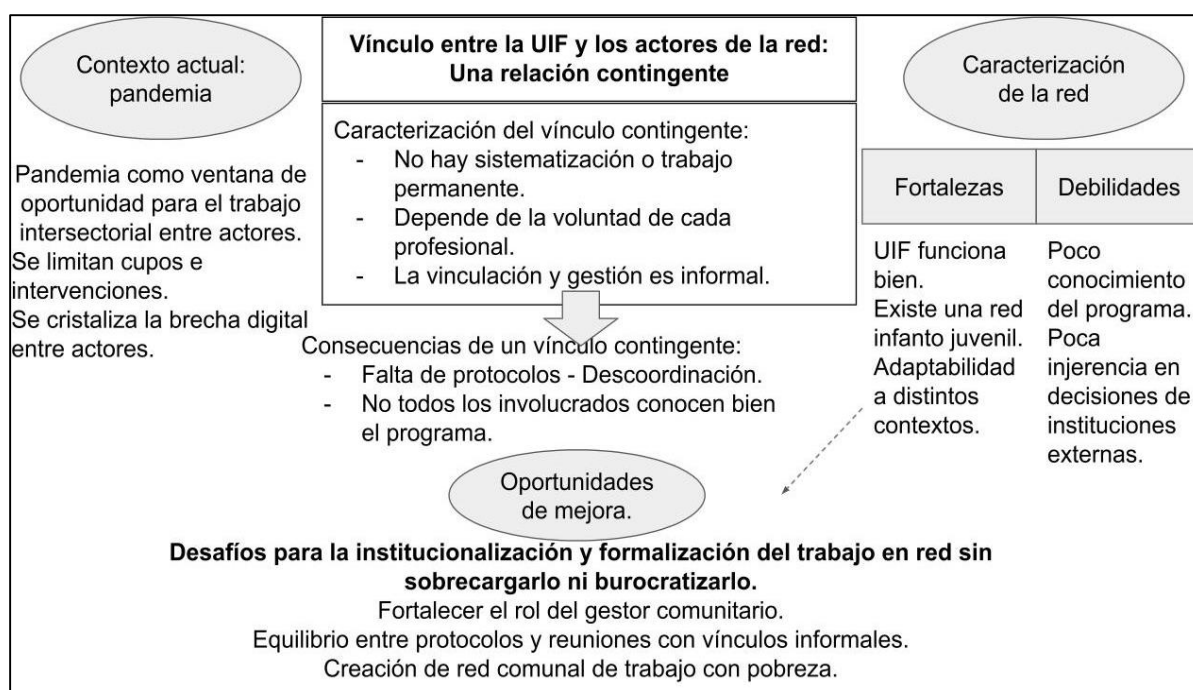 Contexto actual:
pandemia
Pandemia como ventana de
oportunidad para el trabajo
intersectorial entre actores.
Se limitan cupos e
intervenciones.
Se cristaliza la brecha digital
entre actores.
Vínculo entre la UIF y los actores de la red:
Una relación contingente
Caracterización del vínculo contingente:
- No hay sistematización o trabajo
permanente.
- Depende de la voluntad de cada
profesional.
- La vinculación y gestión es informal.
Consecuencias de un vínculo contingente:
- Falta de protocolos - Descoordinación.
- No todos los involucrados conocen bien
el programa.
Caracterización
de la red
Fortalezas
UIF funciona
bien.
Existe una red
infanto juvenil.
Adaptabilidad
a distintos
contextos.
Debilidades
Poco
conocimiento
del programa.
Poca
injerencia en
decisiones de
instituciones
externas.
Oportunidades
de mejora.
Desafíos para la institucionalización y formalización del trabajo en red sin
sobrecargarlo ni burocratizarlo.
Fortalecer el rol del gestor comunitario.
Equilibrio entre protocolos y reuniones con vínculos informales.
Creación de red comunal de trabajo con pobreza.